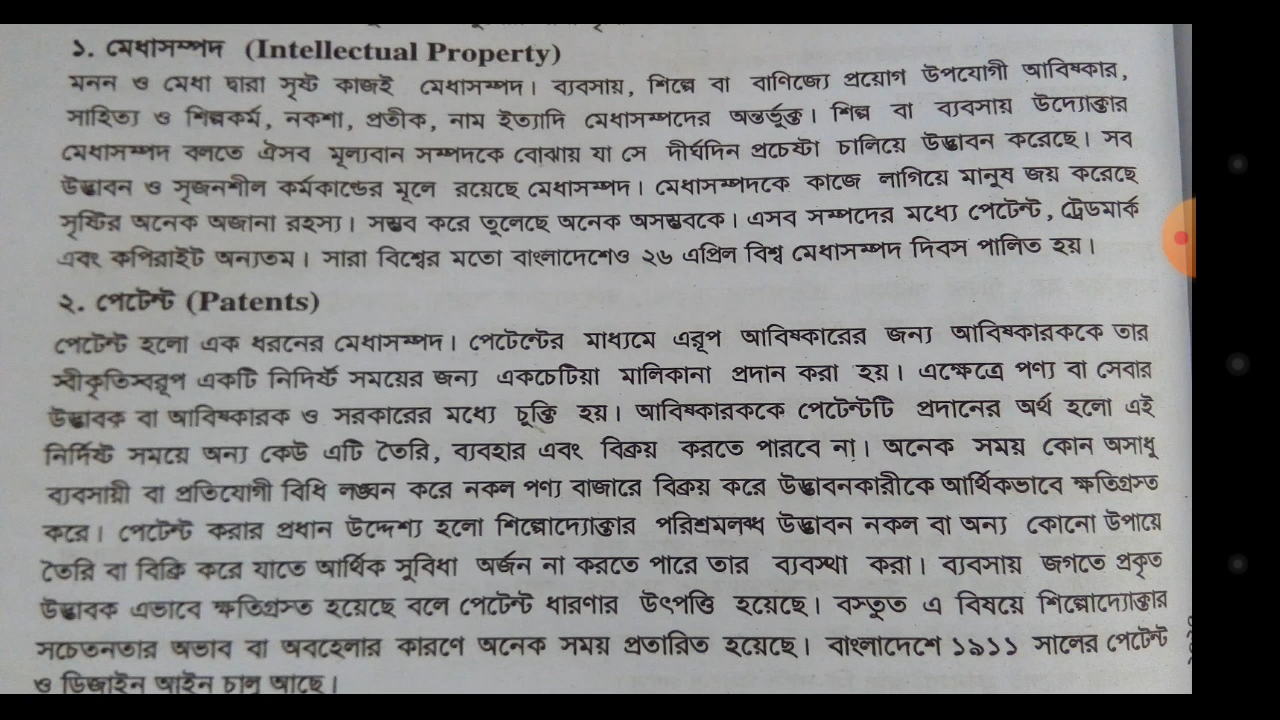 ১. মেধাসম্পদ (Intellectual Property)
মনন ও মেধা দ্বারা সৃষ্ট কাজই মেধাসম্পদ। ব্যবসায়, শিল্পে বা বাণিজ্যে প্রয়োগ উপযোগী আবিষ্কার,
সাহিত্য ও শিল্পকর্ম, নকশা, প্রতীক, নাম ইত্যাদি মেধাসম্পদের অন্তর্ভুক্ত। শিল্প বা ব্যবসায় উদ্যোক্তার
মেধাসম্পদ বলতে ঐসব মূল্যবান সম্পদকে বোঝায় যা সে দীর্ঘদিন প্রচেষ্টা চালিয়ে উদ্ভাবন করেছে। সব
উদ্ভাবন ও সৃজনশীল কর্মকাণ্ডের মূলে রয়েছে মেধাসম্পদ। মেধাসম্পদকে কাজে লাগিয়ে মানুষ জয় করেছে
সৃষ্টির অনেক অজানা রহস্য। সম্ভব করে তুলেছে অনেক অসম্ভবকে। এসব সম্পদের মধ্যে পেটেন্ট, ট্রেডমার্ক
এবং কপিরাইট অন্যতম। সারা বিশ্বের মতো বাংলাদেশেও ২৬ এপ্রিল বিশ্ব মেধাসম্পদ দিবস পালিত হয়।
২. পেটেন্ট (Patents)
পেটেন্ট হলো এক ধরনের মেধাসম্পদ। পেটেন্টের মাধ্যমে এরূপ আবিষ্কারের জন্য আবিষ্কারককে তার
স্বীকৃতিস্বরূপ একটি নির্দিষ্ট সময়ের জন্য একচেটিয়া মালিকানা প্রদান করা হয়। এক্ষেত্রে পণ্য বা সেবার
উদ্ভাবক বা আবিষ্কারক ও সরকারের মধ্যে চুক্তি হয়। আবিষ্কারককে পেটেন্টটি প্রদানের অর্থ হলো এই
নির্দিষ্ট সময়ে অন্য কেউ এটি তৈরি, ব্যবহার এবং বিক্রয় করতে পারবে না। অনেক সময় কোন অসাধু
ব্যবসায়ী বা প্রতিযোগী বিধি লঙ্ঘন করে নকল পণ্য বাজারে বিক্রয় করে উদ্ভাবনকারীকে আর্থিকভাবে ক্ষতিগ্রস্ত
করে। পেটেন্ট করার প্রধান উদ্দেশ্য হলো শিল্পোদ্যোক্তার পরিশ্রমলব্ধ উদ্ভাবন নকল বা অন্য কোনো উপায়ে
তৈরি বা বিক্রি করে যাতে আর্থিক সুবিধা অর্জন না করতে পারে তার ব্যবস্থা করা। ব্যবসায় জগতে প্রকৃত
উদ্ভাবক এভাবে ক্ষতিগ্রস্ত হয়েছে বলে পেটেন্ট ধারণার উৎপত্তি হয়েছে। বস্তুত এ বিষয়ে শিল্পোদ্যোক্তার
সচেতনতার অভাব বা অবহেলার কারণে অনেক সময় প্রতারিত হয়েছে। বাংলাদেশে ১৯১১ সালের পেটেন্ট
ও ডিজাইন আইন চালু আছে।